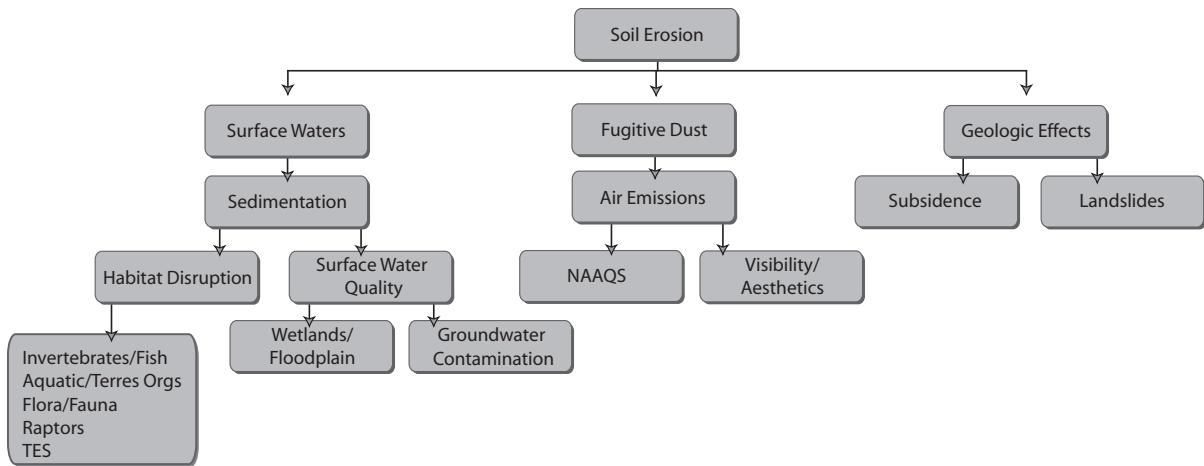 Soil Erosion
Surface Waters
Fugitive Dust
Geologic Effects
Sedimentation
Air Emissions
Subsidence
Landslides
Habitat Disruption
Surface Water
Quality
NAAQS
Visibility/
Aesthetics
Wetlands/
Floodplain
Groundwater
Contamination
Invertebrates/Fish
Aquatic/Terres Orgs
Flora/Fauna
Raptors
TES